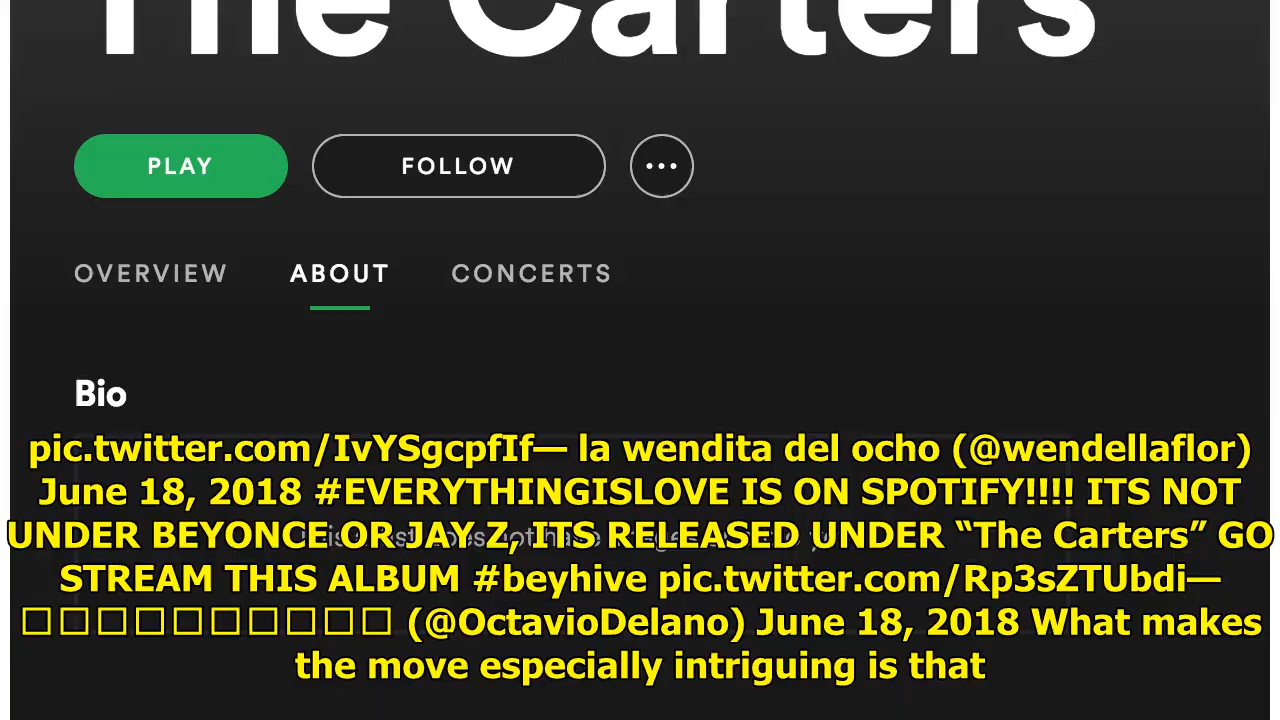 The Carters
PLAY
FOLLOW
OVERVIEW
ABOUT
CONCERTS
Bio
pic.twitter.com/IvYSgcpfIf— la wendita del ocho (@wendellaflor)
June 18, 2018 #EVERYTHINGISLOVE IS ON SPOTIFY!!!! ITS NOT
UNDER BEYONCE OR JAY Z, ITS RELEASED UNDER “The Carters” GO
STREAM THIS ALBUM #beyhive pic.twitter.com/Rp3sZTUbdi—
□□□□□□□□□□ (@OctavioDelano) June 18, 2018 What makes
the move especially intriguing is that